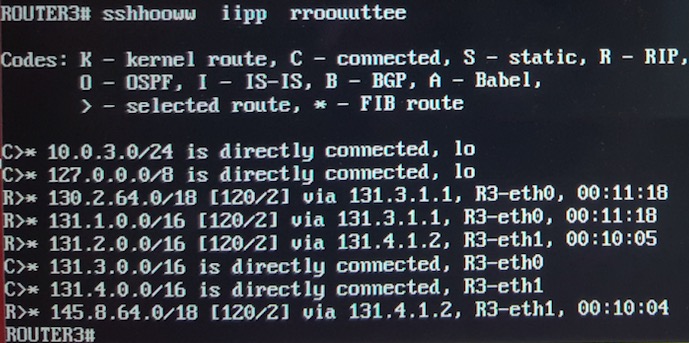 ROUTER3# sshhooww  iipp  rroouuttee
Codes: K - kernel route, C - connected, S - static, R - RIP,
O - OSPF, I - IS-IS, B - BGP, A - Babel,
> - selected route, * - FIB route
C>* 10.0.3.0/24 is directly connected, lo
C>* 127.0.0.0/8 is directly connected, lo
R>* 130.2.64.0/18 [120/2] via 131.3.1.1, R3-eth0, 00:11:18
R>* 131.1.0.0/16 [120/2] via 131.3.1.1, R3-eth0, 00:11:18
R>* 131.2.0.0/16 [120/2] via 131.4.1.2, R3-eth1, 00:10:05
C>* 131.3.0.0/16 is directly connected, R3-eth0
C>* 131.4.0.0/16 is directly connected, R3-eth1
R>* 145.8.64.0/18 [120/2] via 131.4.1.2, R3-eth1, 00:10:04
ROUTER3#